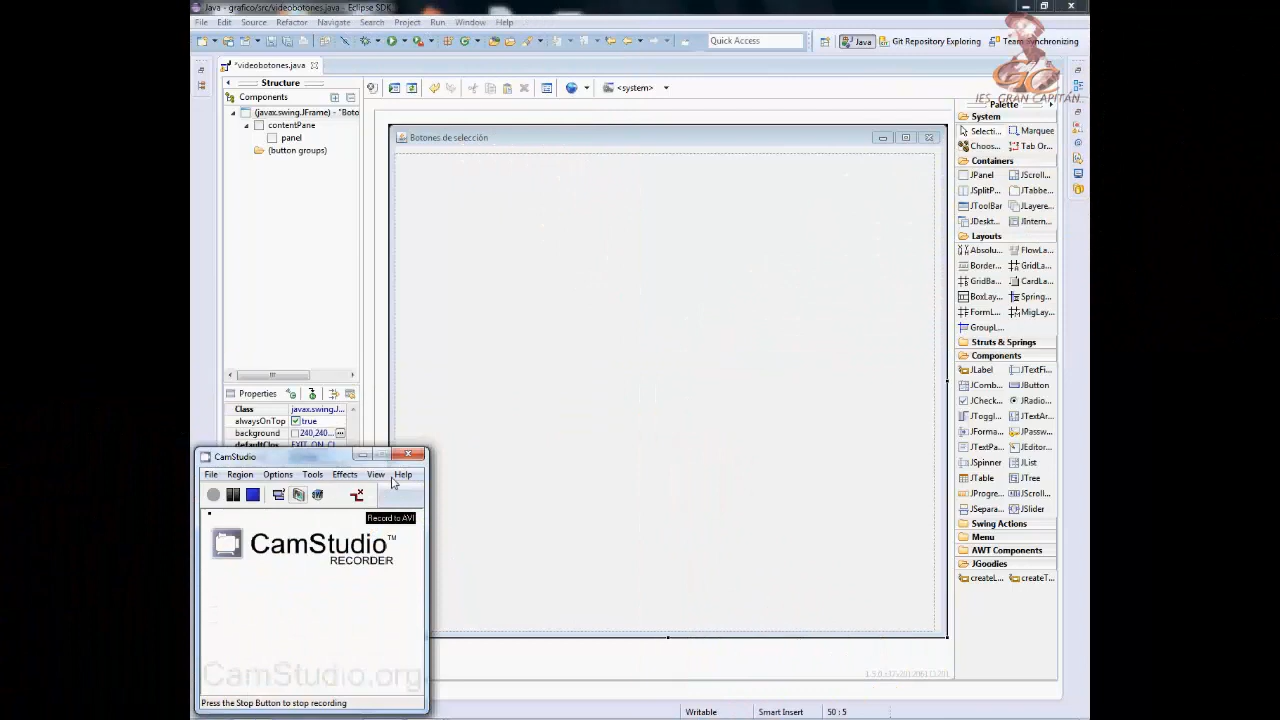 Java - grafico/src/videobotones.java - Eclipse SDK
File Edit Source Refactor Navigate Search Project Run Window Help
Quick Access
Java Git Repository Exploring Team Synchronizing
IES. GRAN CAPITÁN
*videobotones.java
Structure
Components
(javax.swing.JFrame) - "Boto
contentPane
panel
(button groups)
<system>
Botones de selección
Palette
System
Selecti... Marquee
Choos... Tab Or...
Containers
JPanel JScroll...
JSplitP... JTabbe...
JToolBar JLayere...
JDeskt... JIntern...
Layouts
Absolu... FlowLa...
Border... GridLa...
GridBa... CardLa...
BoxLay... Spring...
FormL... MigLay...
GroupL...
Struts & Springs
Components
JLabel JTextFi...
JComb... JButton
JCheck... JRadio...
JToggl... JTextAr...
JForma... JPassw...
JTextPa... JEditor...
JSpinner JList
JTable JTree
JProgre... JScroll...
JSepara... JSlider
Swing Actions
Menu
AWT Components
JGoodies
createL... createT...
Properties
Class javax.swing.J...
alwaysOnTop true
background 240,240...
CamStudio
File Region Options Tools Effects View Help
Record to AVI
CamStudio™
RECORDER
CamStudio.org
Press the Stop Button to stop recording
Writable Smart Insert 50 : 5